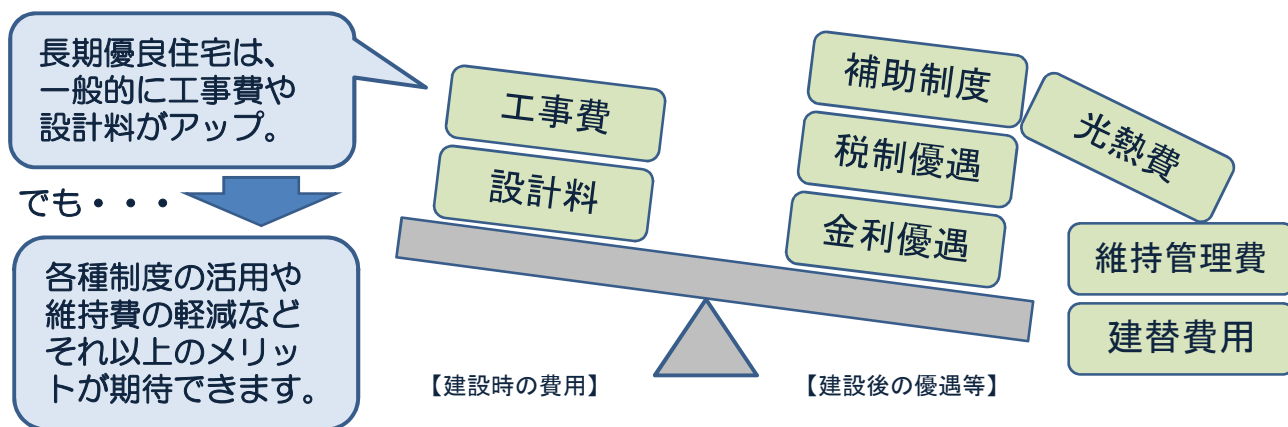 長期優良住宅は、
一般的に工事費や
設計料がアップ。
でも・・・
各種制度の活用や
維持費の軽減など
それ以上のメリッ
トが期待できます。
工事費
設計料
補助制度
税制優遇
金利優遇
光熱費
維持管理費
建替費用
【建設時の費用】
【建設後の優遇等】